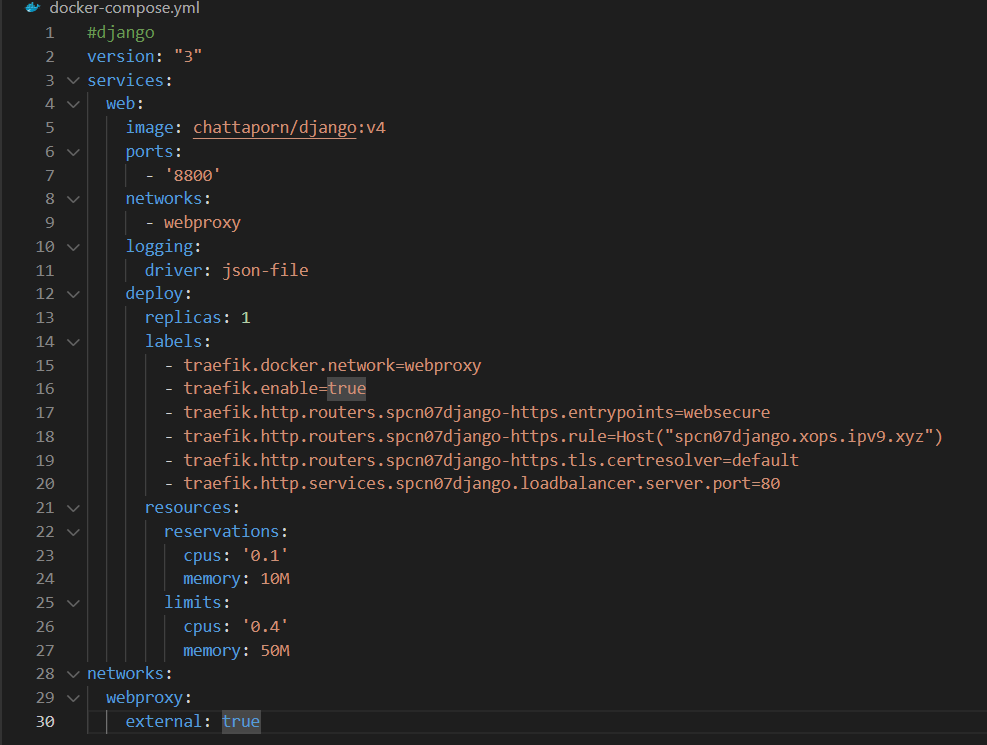 docker-compose.yml
1 #django
2 version: "3"
3 services:
4   web:
5     image: chattaporn/django:v4
6     ports:
7       - '8800'
8     networks:
9       - webproxy
10     logging:
11       driver: json-file
12     deploy:
13       replicas: 1
14       labels:
15         - traefik.docker.network=webproxy
16         - traefik.enable=true
17         - traefik.http.routers.spcn07django-https.entrypoints=websecure
18         - traefik.http.routers.spcn07django-https.rule=Host("spcn07django.xops.ipv9.xyz")
19         - traefik.http.routers.spcn07django-https.tls.certresolver=default
20         - traefik.http.services.spcn07django.loadbalancer.server.port=80
21       resources:
22         reservations:
23           cpus: '0.1'
24           memory: 10M
25         limits:
26           cpus: '0.4'
27           memory: 50M
28 networks:
29   webproxy:
30     external: true